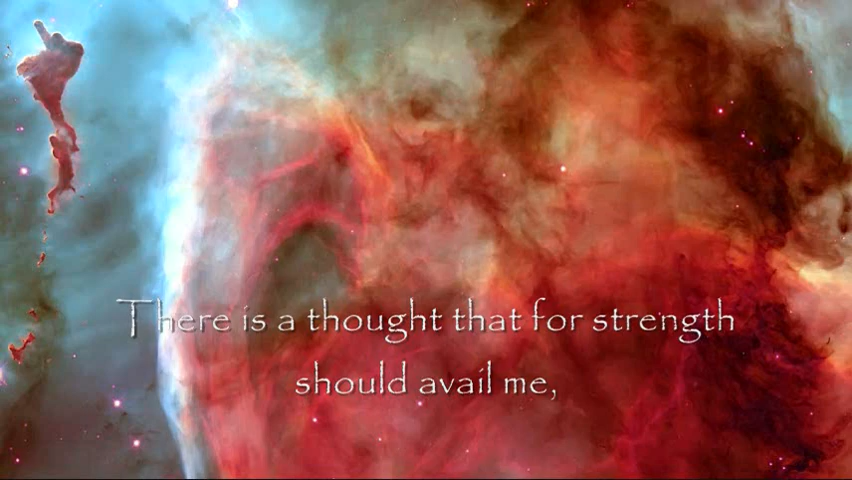 There is a thought that for strength
should avail me,